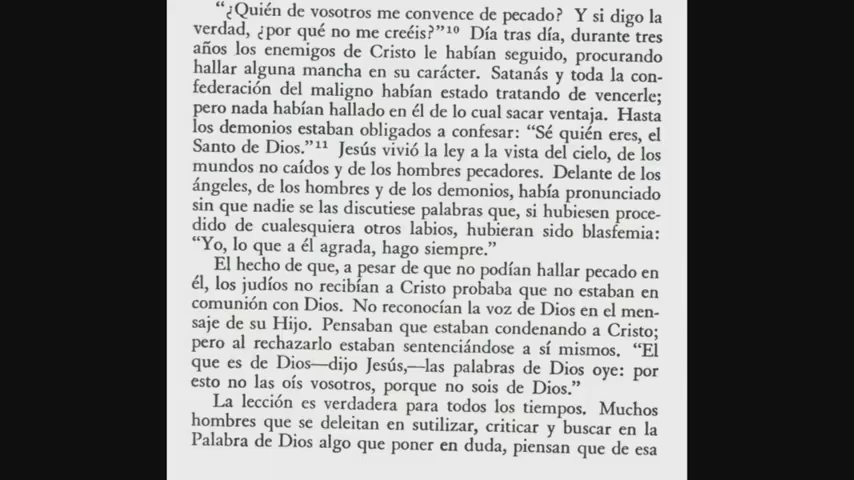 “¿Quién de vosotros me convence de pecado? Y si digo la
verdad, ¿por qué no me creéis?”¹⁰ Día tras día, durante tres
años los enemigos de Cristo le habían seguido, procurando
hallar alguna mancha en su carácter. Satanás y toda la con-
federación del maligno habían estado tratando de vencerle;
pero nada habían hallado en él de lo cual sacar ventaja. Hasta
los demonios estaban obligados a confesar: “Sé quién eres, el
Santo de Dios.”¹¹ Jesús vivió la ley a la vista del cielo, de los
mundos no caídos y de los hombres pecadores. Delante de los
ángeles, de los hombres y de los demonios, había pronunciado
sin que nadie se las discutiese palabras que, si hubiesen proce-
dido de cualesquiera otros labios, hubieran sido blasfemia:
“Yo, lo que a él agrada, hago siempre.”
El hecho de que, a pesar de que no podían hallar pecado en
él, los judíos no recibían a Cristo probaba que no estaban en
comunión con Dios. No reconocían la voz de Dios en el men-
saje de su Hijo. Pensaban que estaban condenando a Cristo;
pero al rechazarlo estaban sentenciándose a sí mismos. “El
que es de Dios—dijo Jesús,—las palabras de Dios oye: por
esto no las oís vosotros, porque no sois de Dios.”
La lección es verdadera para todos los tiempos. Muchos
hombres que se deleitan en sutilizar, criticar y buscar en la
Palabra de Dios algo que poner en duda, piensan que de esa